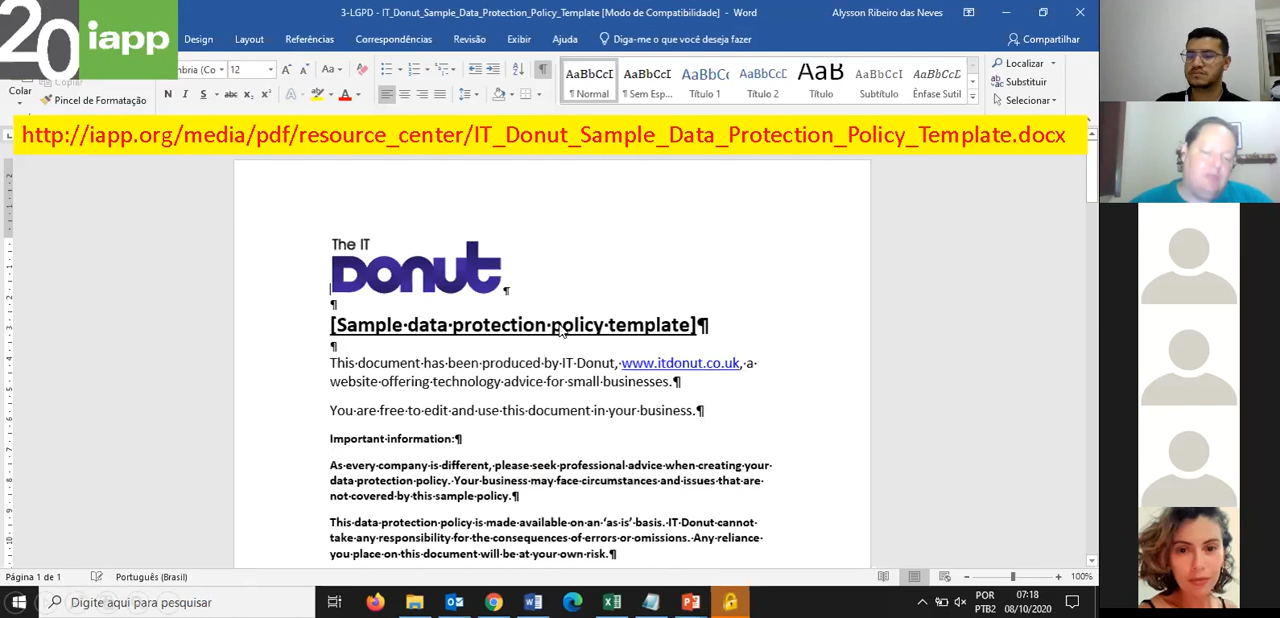 3-LGPD - IT_Donut_Sample_Data_Protection_Policy_Template [Modo de Compatibilidade] - Word
Alysson Ribeiro das Neves
20 iapp
Design Layout Referências Correspondências Revisão Exibir Ajuda Diga-me o que você deseja fazer Compartilhar
Copiar
Colar
Pincel de Formatação
12
N I S abc x₂ x² A
AaBbCcI AaBbCcI AaBbC AaBbCcE AaB AaBbCcD AaBbCcI
¶ Normal ¶ Sem Esp... Título 1 Título 2 Título Subtítulo Ênfase Sutil
Localizar
Substituir
Selecionar
http://iapp.org/media/pdf/resource_center/IT_Donut_Sample_Data_Protection_Policy_Template.docx
The IT
Donut ¶
¶
[Sample·data·protection·policy·template]¶
¶
This·document·has·been·produced·by·IT·Donut,·www.itdonut.co.uk,·a·
website·offering·technology·advice·for·small·businesses.¶
You·are·free·to·edit·and·use·this·document·in·your·business.¶
Important·information:¶
As·every·company·is·different,·please·seek·professional·advice·when·creating·your·
data·protection·policy.·Your·business·may·face·circumstances·and·issues·that·are·
not·covered·by·this·sample·policy.¶
This·data·protection·policy·is·made·available·on·an·‘as·is’·basis.·IT·Donut·cannot·
take·any·responsibility·for·the·consequences·of·errors·or·omissions.·Any·reliance·
you·place·on·this·document·will·be·at·your·own·risk.¶
Página 1 de 1 Português (Brasil) 100%
Digite aqui para pesquisar
POR 07:18
PTB2 08/10/2020